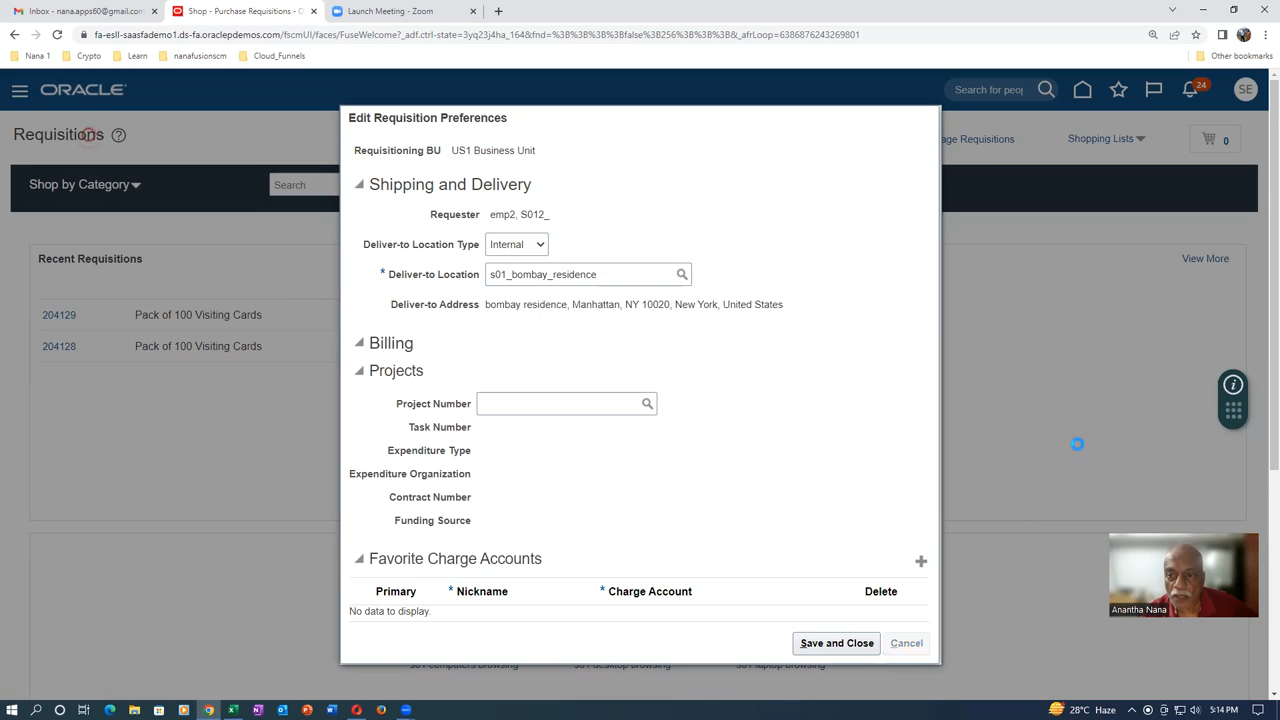 Inbox - nana.apps60@gmail.com
Shop - Purchase Requisitions - O
Launch Meeting - Zoom
fa-esll-saasfademo1.ds-fa.oraclepdemos.com/fscmUI/faces/FuseWelcome?_adf.ctrl-state=3yq23j4ha_164&fnd=%3B%3B%3B%3Bfalse%3B256%3B%3B%3B&_afrLoop=6386876243269801
Nana 1
Crypto
Learn
nanafusionscm
Cloud_Funnels
Other bookmarks
ORACLE
Search for peop
24
SE
Requisitions
age Requisitions
Shopping Lists
0
Shop by Category
Search
Recent Requisitions
View More
204129
Pack of 100 Visiting Cards
204128
Pack of 100 Visiting Cards
Edit Requisition Preferences
Requisitioning BU US1 Business Unit
Shipping and Delivery
Requester emp2, S012_
Deliver-to Location Type Internal
* Deliver-to Location s01_bombay_residence
Deliver-to Address bombay residence, Manhattan, NY 10020, New York, United States
Billing
Projects
Project Number
Task Number
Expenditure Type
Expenditure Organization
Contract Number
Funding Source
Favorite Charge Accounts
Primary * Nickname * Charge Account Delete
No data to display.
Save and Close Cancel
Anantha Nana
28°C Haze
5:14 PM